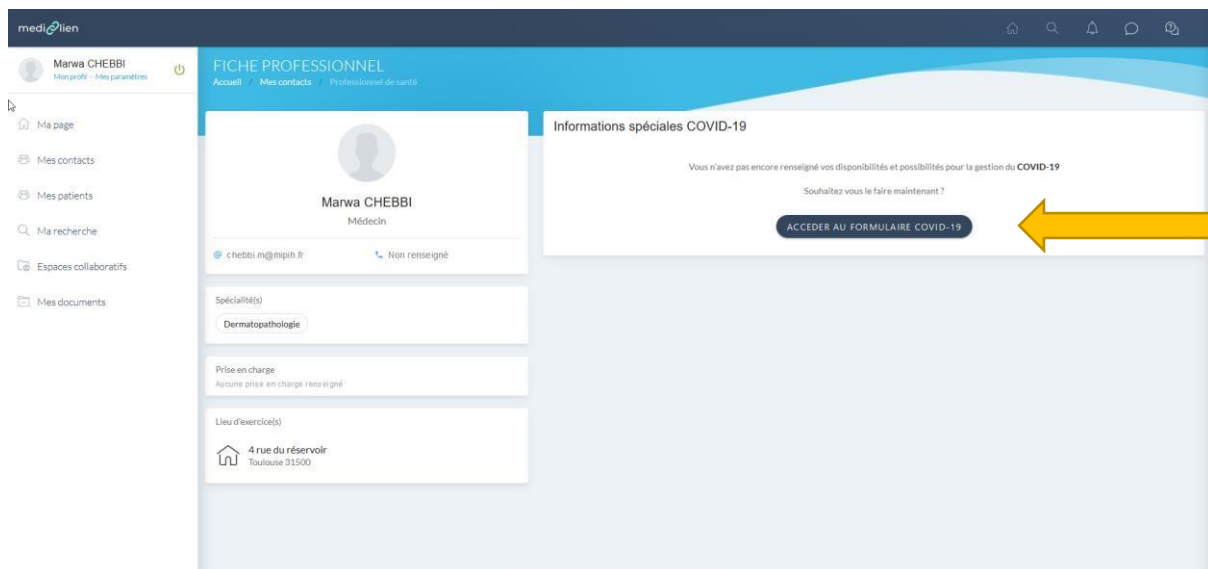 medilien
Marwa CHEBBI
Mon profil - Mes paramètres
Ma page
Mes contacts
Mes patients
Ma recherche
Espaces collaboratifs
Mes documents
FICHE PROFESSIONNEL
Accueil / Mes contacts / Professionnel de santé
Marwa CHEBBI
Médecin
chebbi.m@mipih.fr
Non renseigné
Spécialité(s)
Dermatopathologie
Prise en charge
Aucune prise en charge renseigné
Lieu d'exercice(s)
4 rue du réservoir
Toulouse 31500
Informations spéciales COVID-19
Vous n'avez pas encore renseigné vos disponibilités et possibilités pour la gestion du COVID-19
Souhaitez vous le faire maintenant ?
ACCEDER AU FORMULAIRE COVID-19